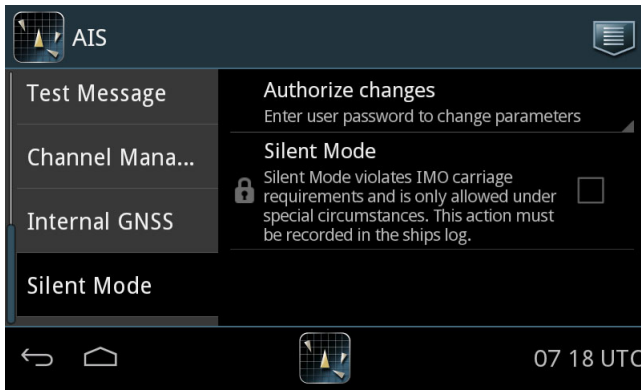 AIS
Test Message
Channel Mana...
Internal GNSS
Silent Mode
Authorize changes
Enter user password to change parameters
Silent Mode
Silent Mode violates IMO carriage
requirements and is only allowed under
special circumstances. This action must
be recorded in the ships log.
07 18 UTC